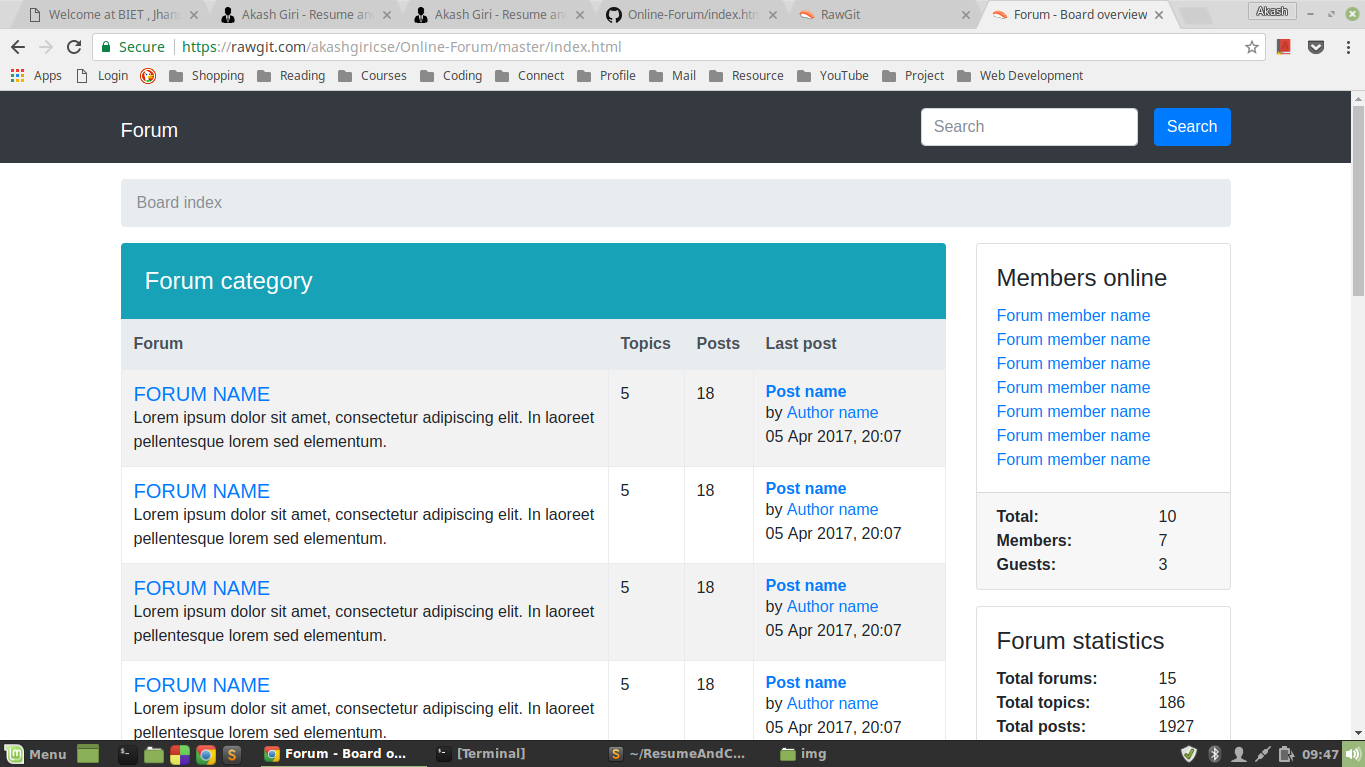 Welcome at BIET , Jhan
Akash Giri - Resume an
Akash Giri - Resume an
Online-Forum/index.htm
RawGit
Forum - Board overview
Akash
Secure https://rawgit.com/akashgiricse/Online-Forum/master/index.html
Apps Login Shopping Reading Courses Coding Connect Profile Mail Resource YouTube Project Web Development
Forum
Search Search
Board index
Forum category
Forum Topics Posts Last post
FORUM NAME 5 18 Post name
Lorem ipsum dolor sit amet, consectetur adipiscing elit. In laoreet by Author name
pellentesque lorem sed elementum. 05 Apr 2017, 20:07
FORUM NAME 5 18 Post name
Lorem ipsum dolor sit amet, consectetur adipiscing elit. In laoreet by Author name
pellentesque lorem sed elementum. 05 Apr 2017, 20:07
FORUM NAME 5 18 Post name
Lorem ipsum dolor sit amet, consectetur adipiscing elit. In laoreet by Author name
pellentesque lorem sed elementum. 05 Apr 2017, 20:07
FORUM NAME 5 18 Post name
Lorem ipsum dolor sit amet, consectetur adipiscing elit. In laoreet by Author name
pellentesque lorem sed elementum. 05 Apr 2017, 20:07
Members online
Forum member name
Forum member name
Forum member name
Forum member name
Forum member name
Forum member name
Forum member name
Total: 10
Members: 7
Guests: 3
Forum statistics
Total forums: 15
Total topics: 186
Total posts: 1927
Menu Forum - Board o... [Terminal] ~/ResumeAndC... img 09:47